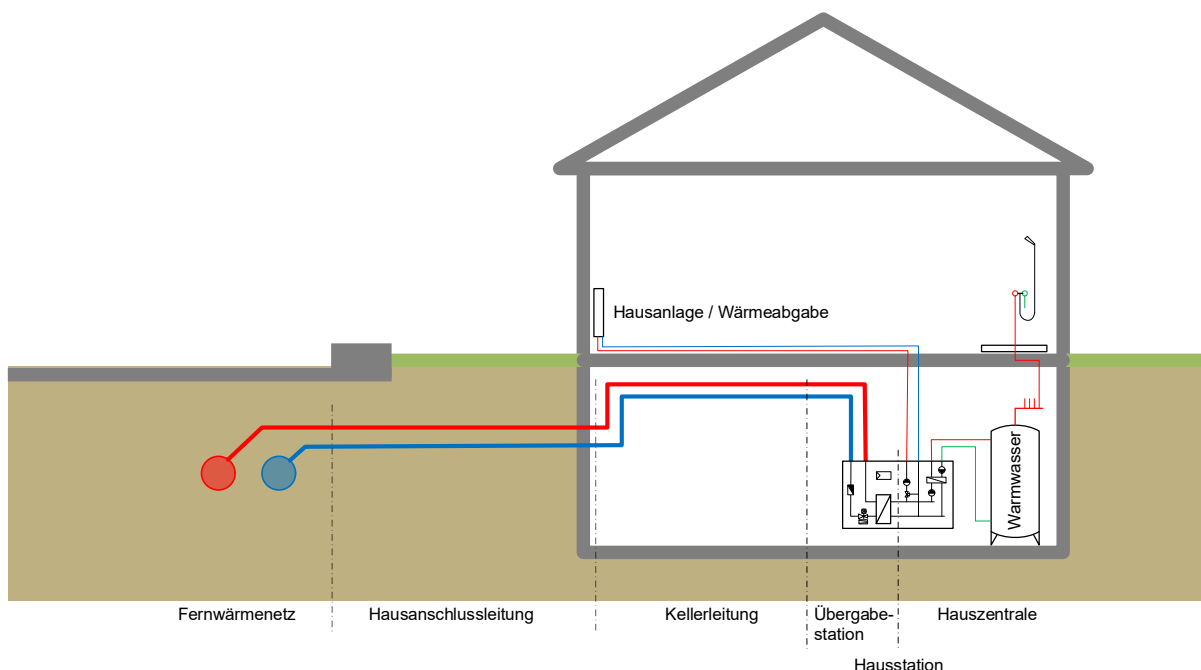 Hausanlage / Wärmeabgabe
Warmwasser
Fernwärmenetz
Hausanschlussleitung
Kellerleitung
Übergabe-
station
Hauszentrale
Hausstation